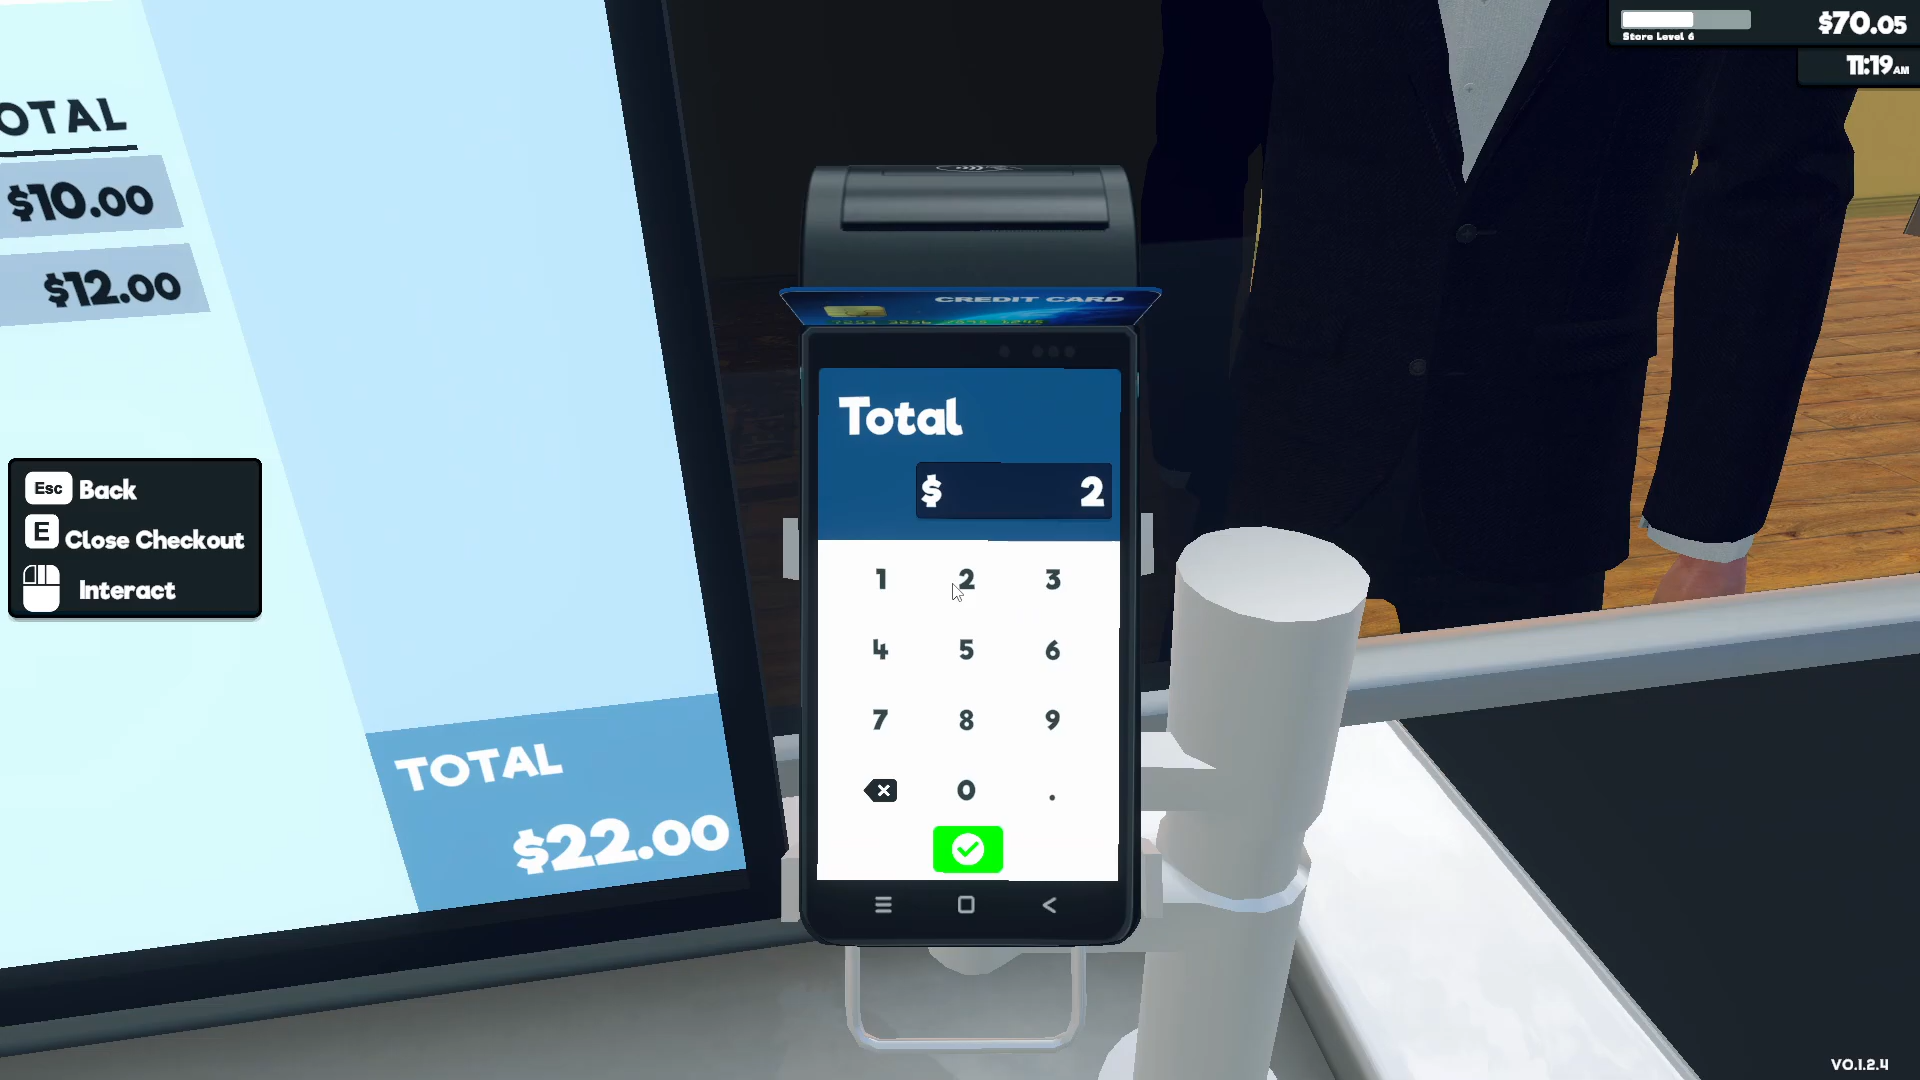 $70.05
Store Level 6
11:19AM
OTAL
$10.00
$12.00
CREDIT CARD
Total
$ 2
Esc Back
E Close Checkout
Interact
1 2 3
4 5 6
7 8 9
0 .
TOTAL
$22.00
V0.1.2.4